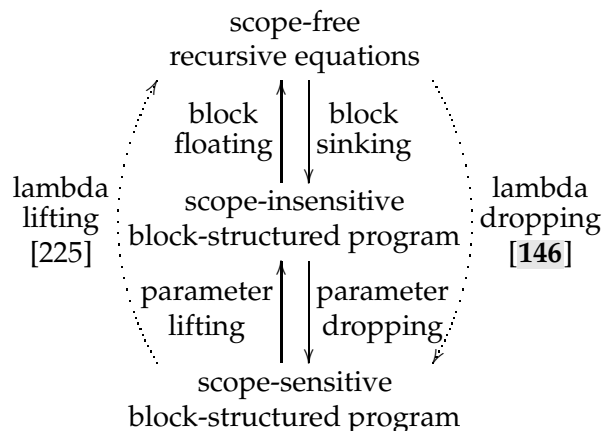 scope-free
recursive equations
block
floating
block
sinking
lambda
lifting
[225]
scope-insensitive
block-structured program
lambda
dropping
[146]
parameter
lifting
parameter
dropping
scope-sensitive
block-structured program